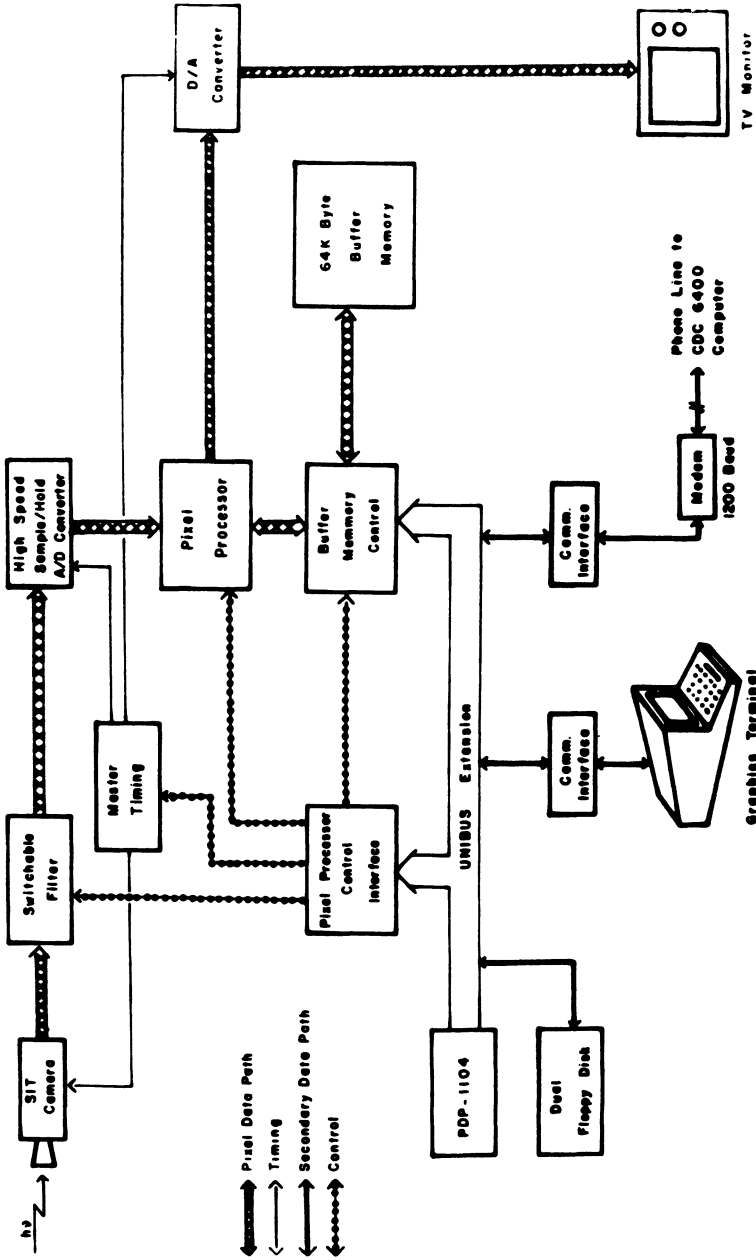 hν
SIT
Camera
Switchable
Filter
High Speed
Sample/Hold
A/D Converter
Master
Timing
D/A
Converter
Pixel
Processor
Pixel Processor
Control
Interface
Buffer
Memmory
Control
64K Byte
Buffer
Memory
Pixel Data Path
Timing
Secondary Data Path
Control
PDP-1104
UNIBUS Extension
Dual
Floppy Disk
Comm.
Interface
Graphing Terminal
Comm.
Interface
Modem
1200 Baud
Phone Line to
CDC 6400
Computer
TV Monitor